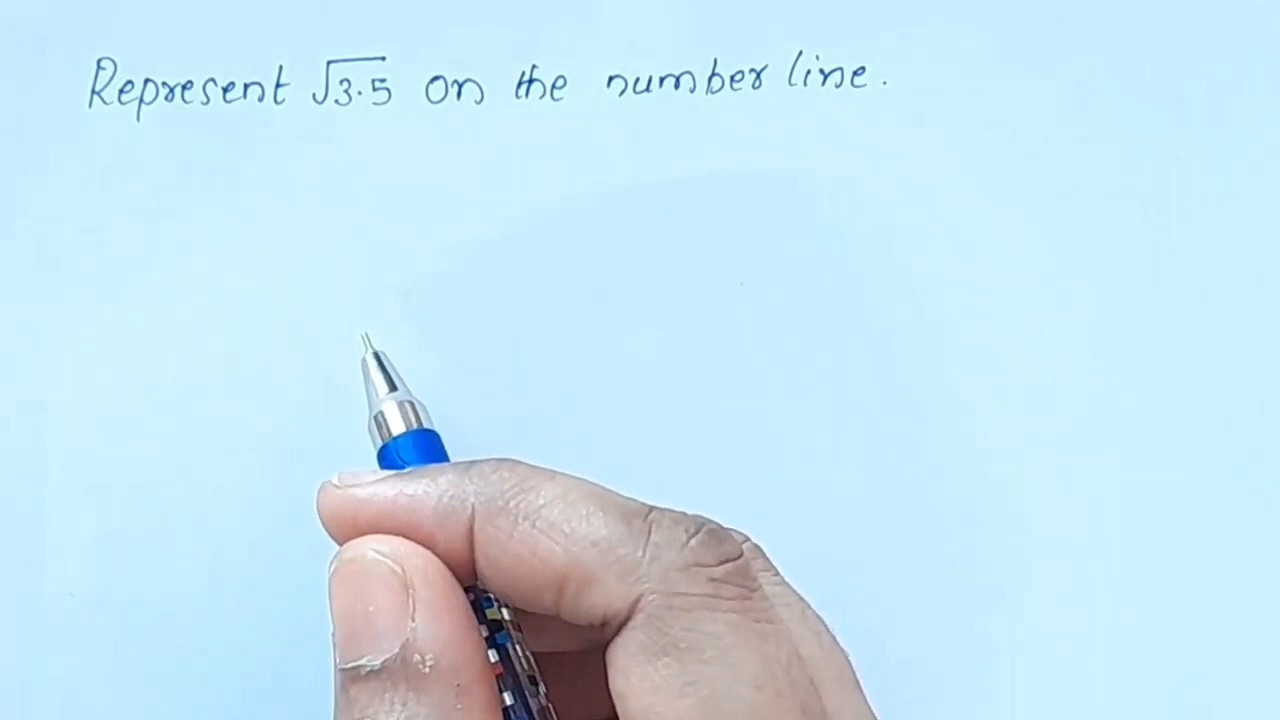 Represent √3.5 on the number line.